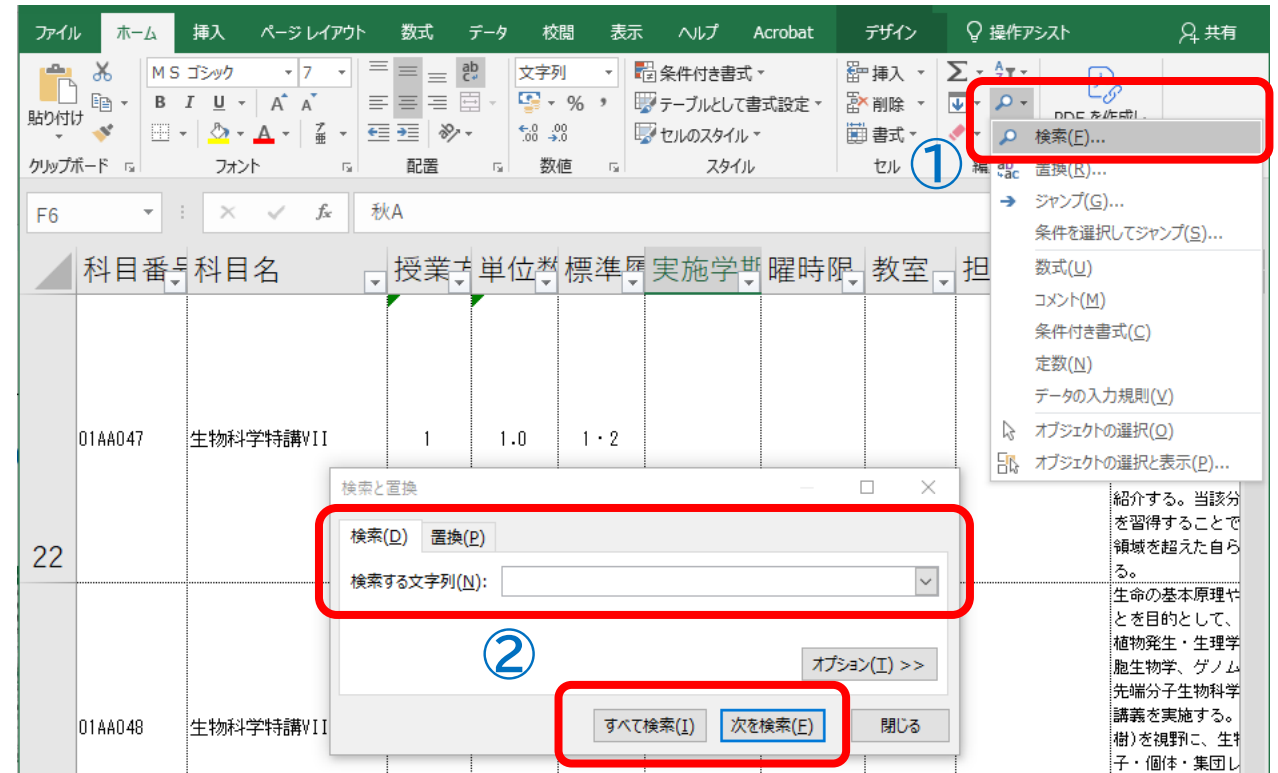 ファイル ホーム 挿入 ページ レイアウト 数式 データ 校閲 表示 ヘルプ Acrobat デザイン 操作アシスト 共有
MS ゴシック 7 ab c 文字列 条件付き書式 挿入 Σ
B I U A A テーブルとして書式設定 削除
貼り付け % , セルのスタイル 書式
クリップボード フォント 配置 数値 スタイル セル
①
検索(F)...
置換(R)...
ジャンプ(G)...
条件を選択してジャンプ(S)...
数式(U)
コメント(M)
条件付き書式(C)
定数(N)
データの入力規則(V)
オブジェクトの選択(O)
オブジェクトの選択と表示(P)...
F6 fx 秋A
科目番 科目名 授業 単位 標準 実施学 曜時限 教室 担
22
01AA047 生物科学特講VII 1 1.0 1・2
紹介する。当該分
を習得することで
領域を超えた自ら
る。
検索と置換
検索(D) 置換(P)
検索する文字列(N):
②
オプション(T) >>
すべて検索(I) 次を検索(F) 閉じる
01AA048 生物科学特講VII
生命の基本原理や
とを目的として、
植物発生・生理学
胞生物学、ゲノム
先端分子生物科学
講義を実施する。
樹)を視野に、生
子・個体・集団レ